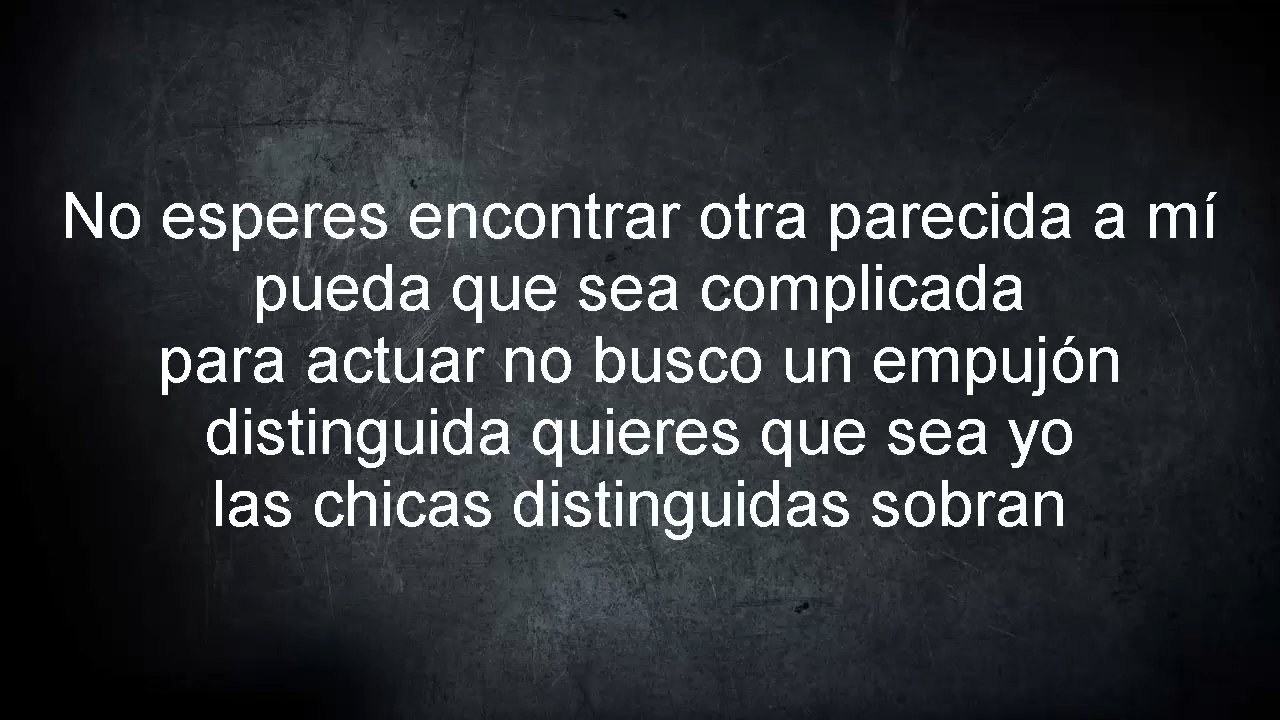 No esperes encontrar otra parecida a mí
pueda que sea complicada
para actuar no busco un empujón
distinguida quieres que sea yo
las chicas distinguidas sobran